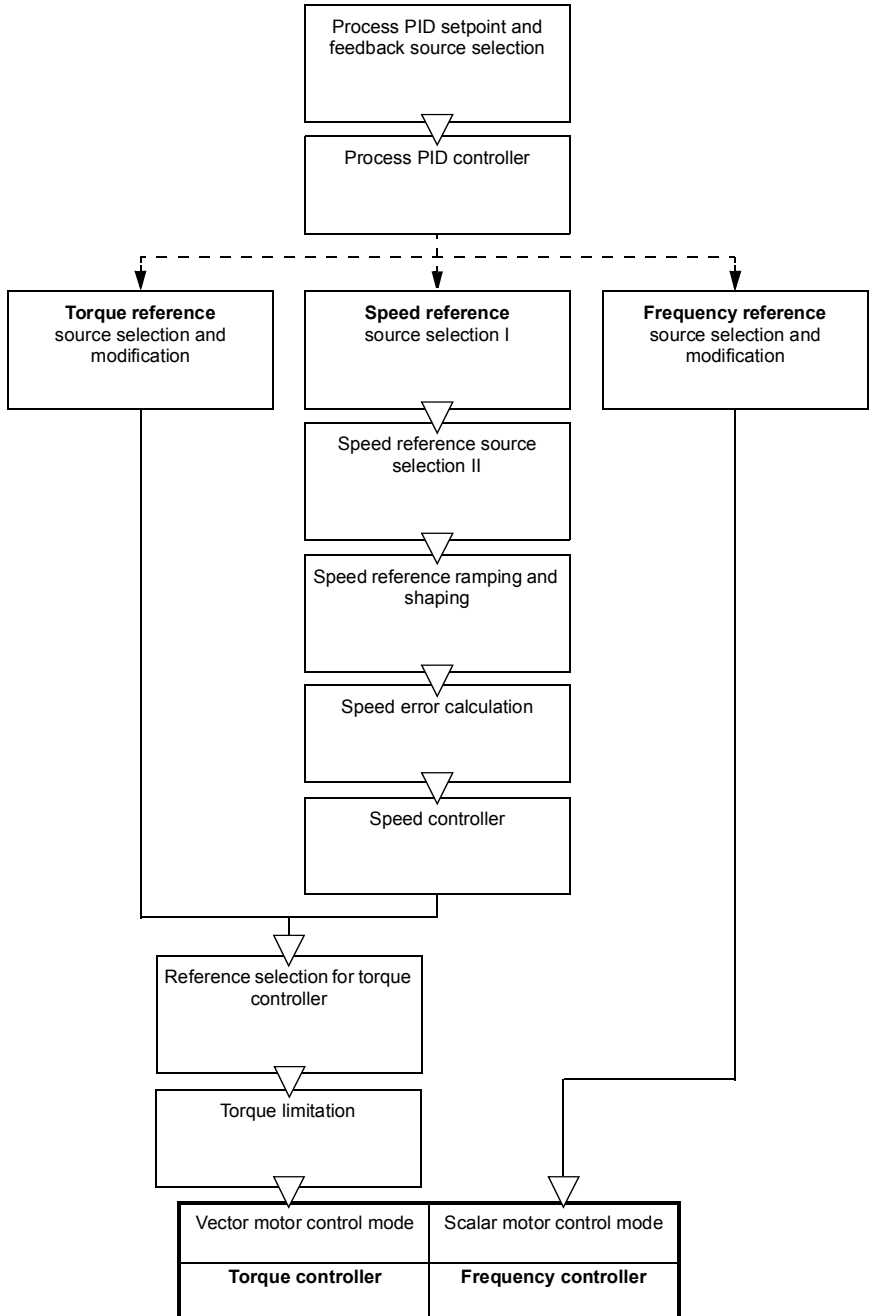 Process PID setpoint and
feedback source selection
Process PID controller
Torque reference
source selection and
modification
Speed reference
source selection I
Frequency reference
source selection and
modification
Speed reference source
selection II
Speed reference ramping and
shaping
Speed error calculation
Speed controller
Reference selection for torque
controller
Torque limitation
Vector motor control mode
Scalar motor control mode
Torque controller
Frequency controller